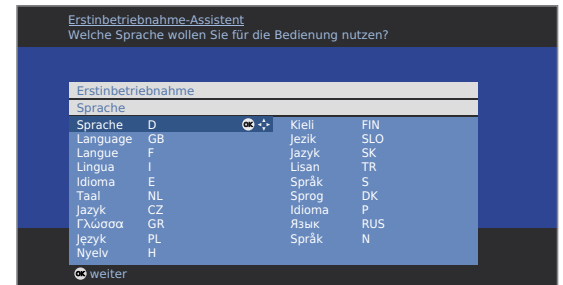 Erstinbetriebnahme-Assistent
Welche Sprache wollen Sie für die Bedienung nutzen?
Erstinbetriebnahme
Sprache
Sprache D OK Kieli FIN
Language GB Jezik SLO
Langue F Jazyk SK
Lingua I Lisan TR
Idioma E Språk S
Taal NL Sprog DK
Jazyk CZ Idioma P
Γλώσσα GR Язык RUS
Język PL Språk N
Nyelv H
OK weiter